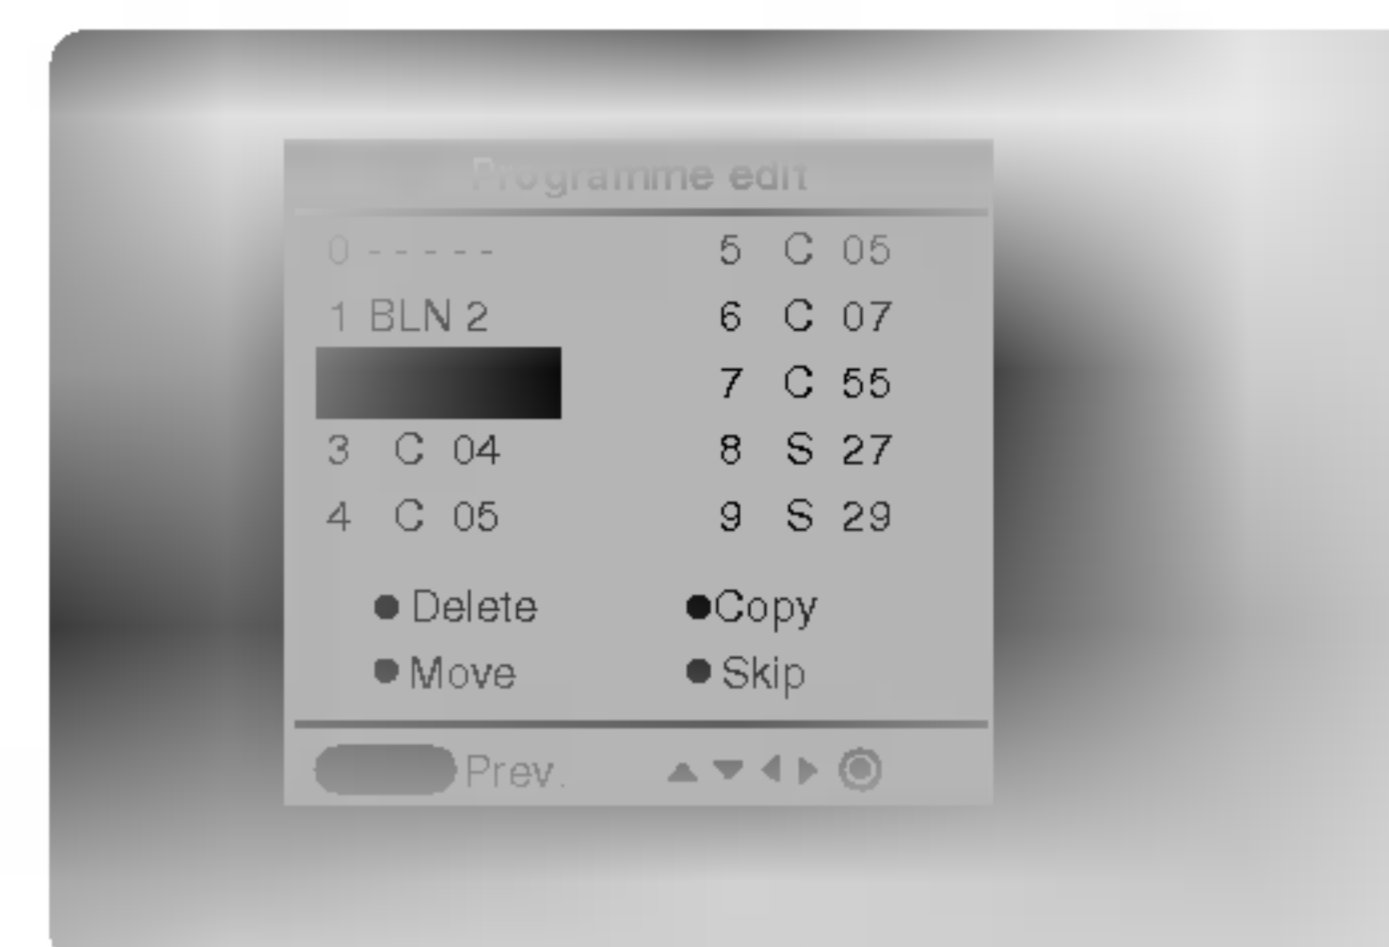 Programme edit
0 - - - - -
1 BLN 2
3 C 04
4 C 05
5 C 05
6 C 07
7 C 55
8 S 27
9 S 29
Delete
Copy
Move
Skip
Prev.